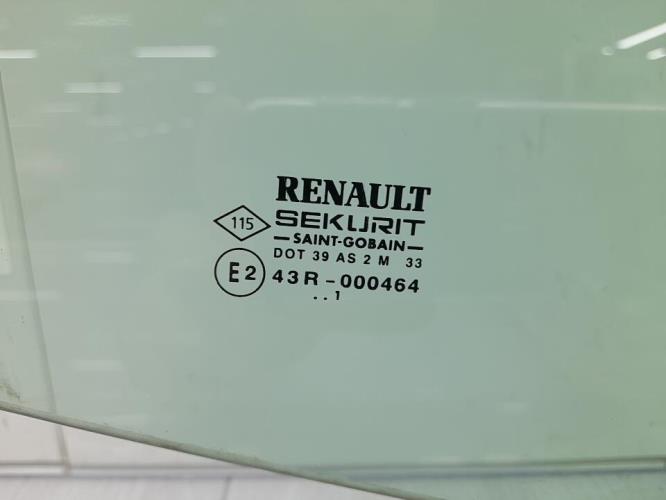 RENAULT
115 SEKURIT
SAINT-GOBAIN
DOT 39 AS 2 M 33
E2 43R-000464
..1